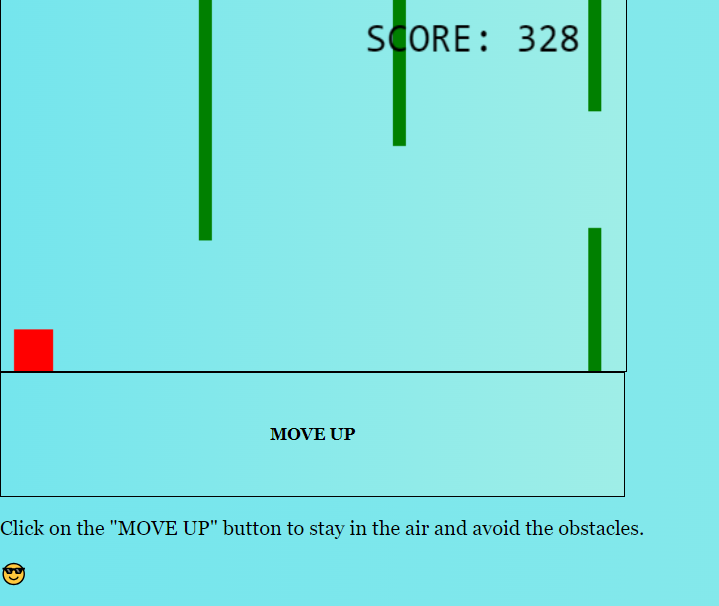 SCORE: 328
MOVE UP
Click on the "MOVE UP" button to stay in the air and avoid the obstacles.
😎